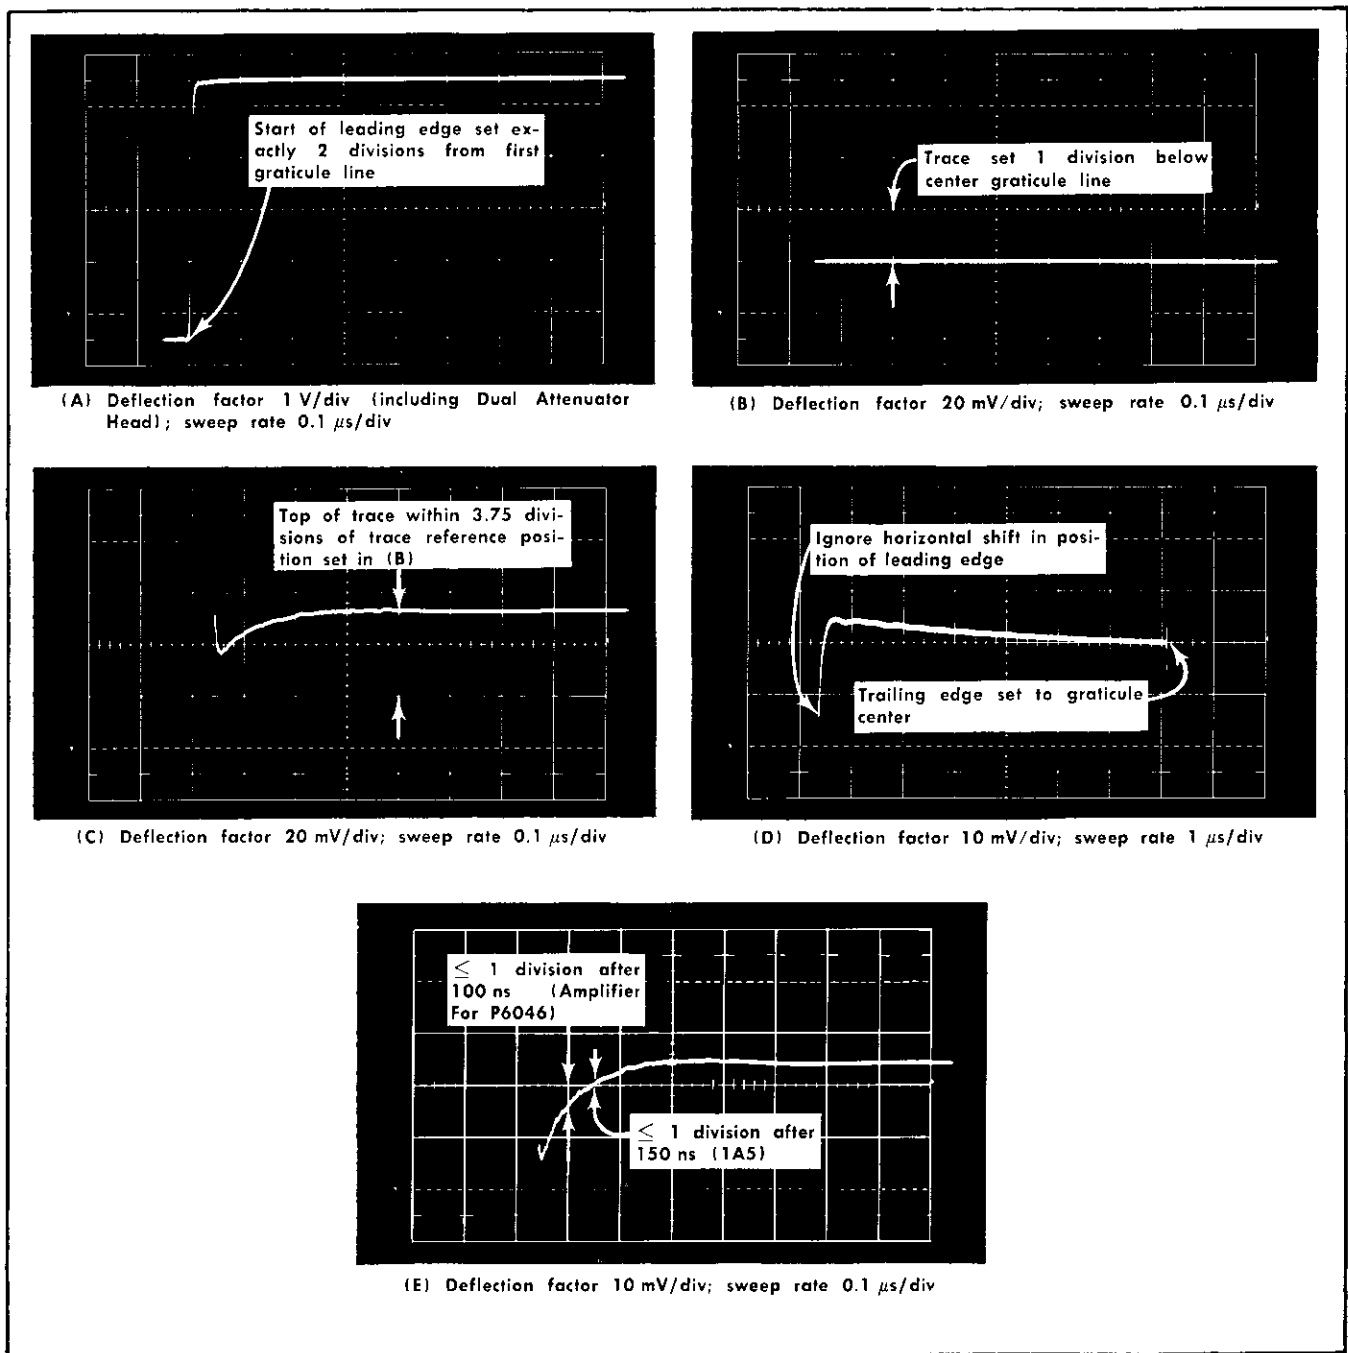 Start of leading edge set ex-
actly 2 divisions from first
graticule line
(A) Deflection factor 1 V/div (including Dual Attenuator
Head); sweep rate 0.1 μs/div
Trace set 1 division below
center graticule line
(B) Deflection factor 20 mV/div; sweep rate 0.1 μs/div
Top of trace within 3.75 divi-
sions of trace reference posi-
tion set in (B)
(C) Deflection factor 20 mV/div; sweep rate 0.1 μs/div
Ignore horizontal shift in posi-
tion of leading edge
Trailing edge set to graticule
center
(D) Deflection factor 10 mV/div; sweep rate 1 μs/div
≤ 1 division after
100 ns (Amplifier
For P6046)
≤ 1 division after
150 ns (1A5)
(E) Deflection factor 10 mV/div; sweep rate 0.1 μs/div